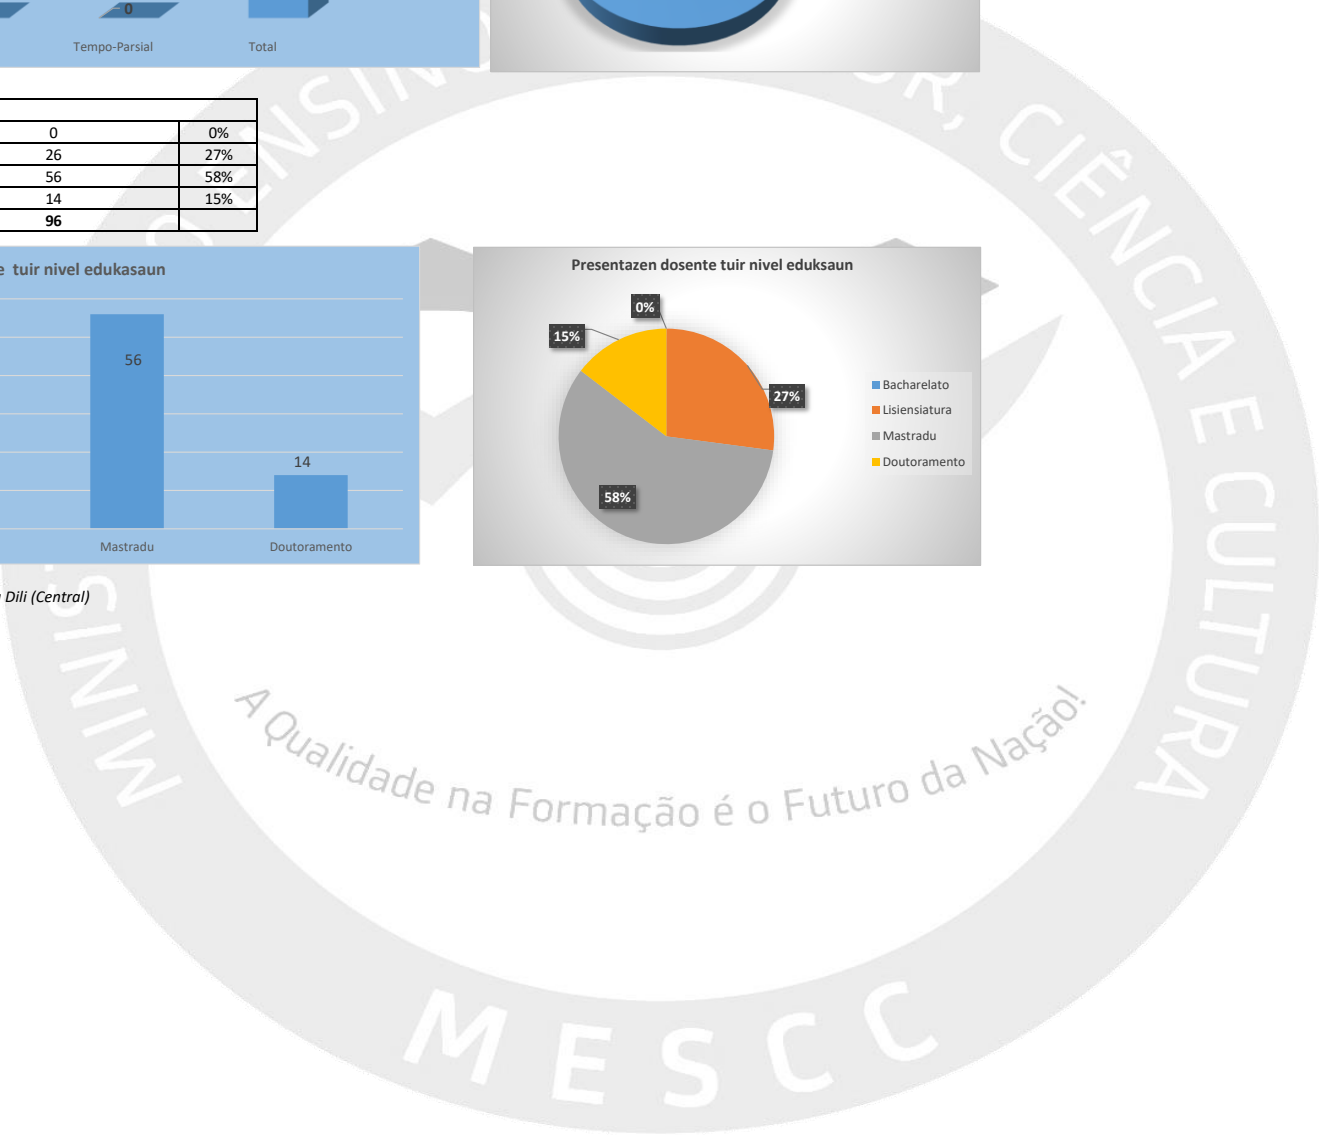 0
Tempo-Parsial Total
0 0%
26 27%
56 58%
14 15%
96
tuir nivel edukasaun
56
14
Mastradu Doutoramento
Presentazen dosente tuir nivel eduksaun
0%
15%
27%
58%
Bacharelato
Lisiensiatura
Mastradu
Doutoramento
Dili (Central)
CIÊNCIA E CULTURA
A Qualidade na Formação é o Futuro da Nação!
MESCC